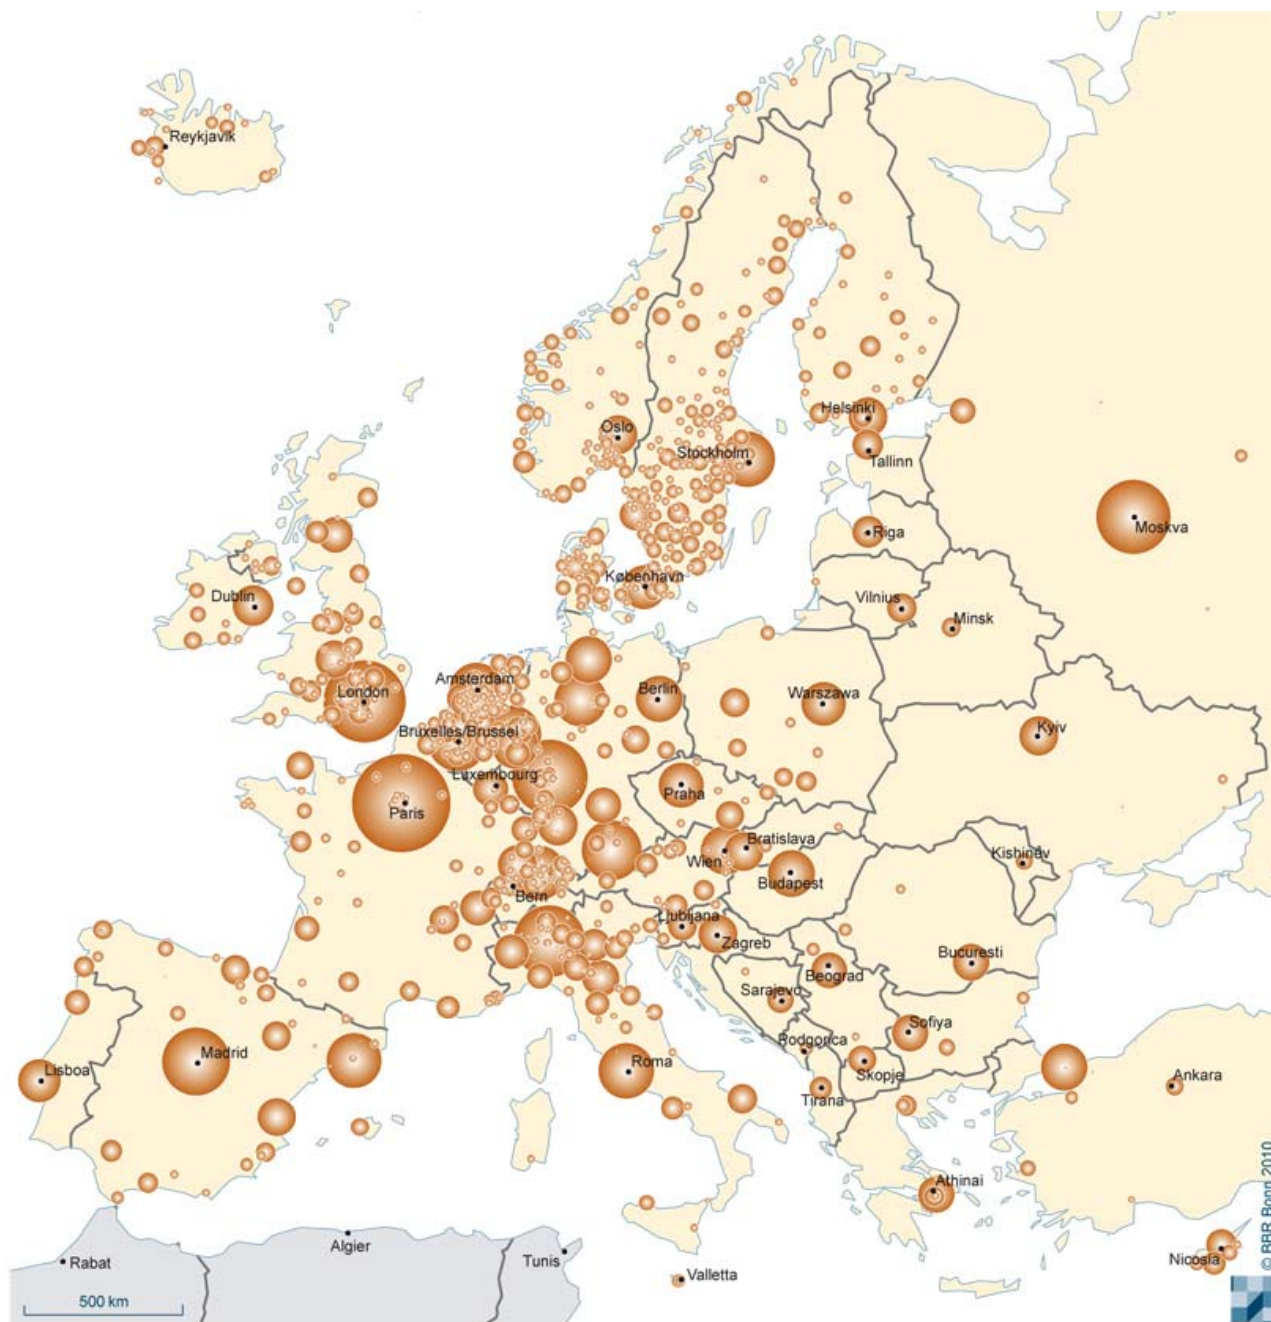 Reykjavik
Helsinki
Oslo
Stockholm
Tallinn
Moskva
Riga
København
Dublin
Vilnius
Minsk
Amsterdam
London
Berlin
Warszawa
Bruxelles/Brussel
Kyiv
Luxembourg
Praha
Paris
Bratislava
Wien
Kishinäv
Budapest
Bern
Ljubljana
Zagreb
Bucuresti
Beograd
Sarajevo
Sofiya
Podgorica
Madrid
Roma
Lisboa
Skopje
Ankara
Tirana
Athinai
Algier
Tunis
Nicosia
Rabat
Valletta
500 km
© BBR Bonn 2010